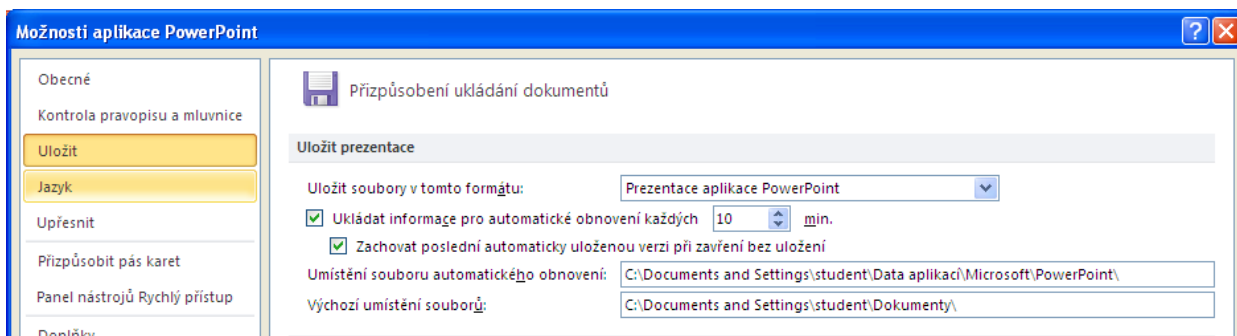 Možnosti aplikace PowerPoint
Obecné
Kontrola pravopisu a mluvnice
Uložit
Jazyk
Upřesnit
Přizpůsobit pás karet
Panel nástrojů Rychlý přístup
Doplňky
Přizpůsobení ukládání dokumentů
Uložit prezentace
Uložit soubory v tomto formátu: Prezentace aplikace PowerPoint
Ukládat informace pro automatické obnovení každých 10 min.
Zachovat poslední automaticky uloženou verzi při zavření bez uložení
Umístění souboru automatického obnovení: C:\Documents and Settings\student\Data aplikací\Microsoft\PowerPoint\
Výchozí umístění souborů: C:\Documents and Settings\student\Dokumenty\